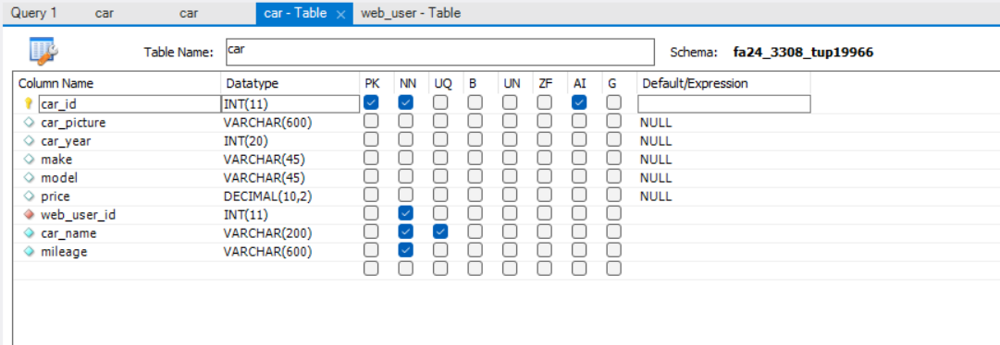 Query 1 car car car - Table × web_user - Table
Table Name: car Schema: fa24_3308_tup19966
Column Name Datatype PK NN UQ B UN ZF AI G Default/Expression
car_id INT(11)
car_picture VARCHAR(600) NULL
car_year INT(20) NULL
make VARCHAR(45) NULL
model VARCHAR(45) NULL
price DECIMAL(10,2) NULL
web_user_id INT(11)
car_name VARCHAR(200)
mileage VARCHAR(600)